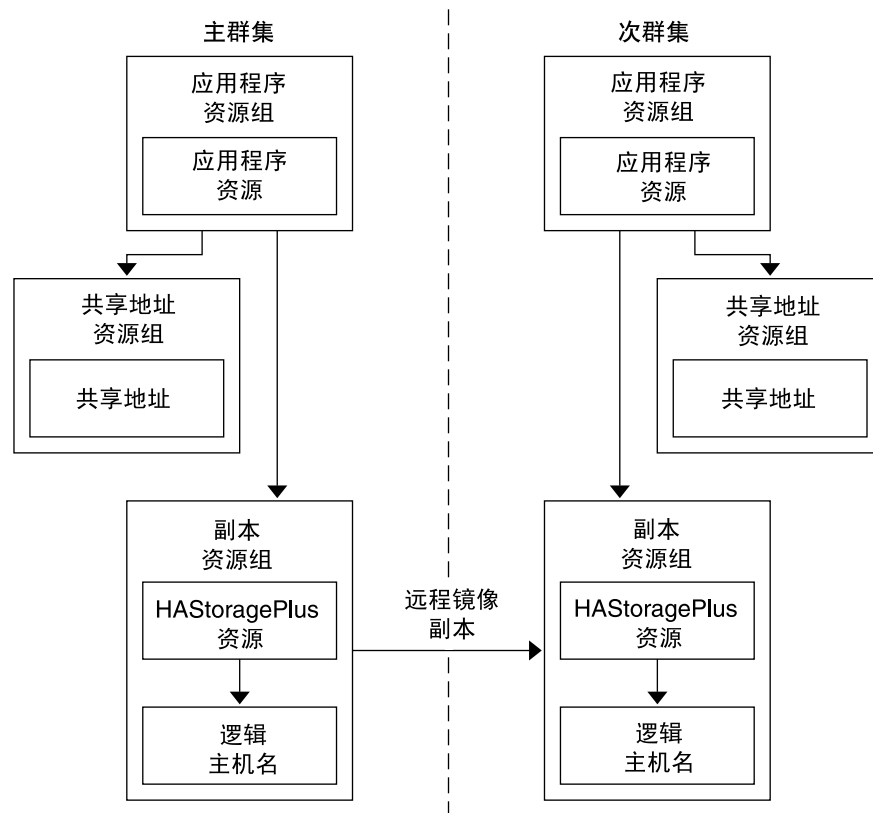 主群集
次群集
应用程序
资源组
应用程序
资源
应用程序
资源组
应用程序
资源
共享地址
资源组
共享地址
共享地址
资源组
共享地址
副本
资源组
HAStoragePlus
资源
逻辑
主机名
远程镜像
副本
副本
资源组
HAStoragePlus
资源
逻辑
主机名